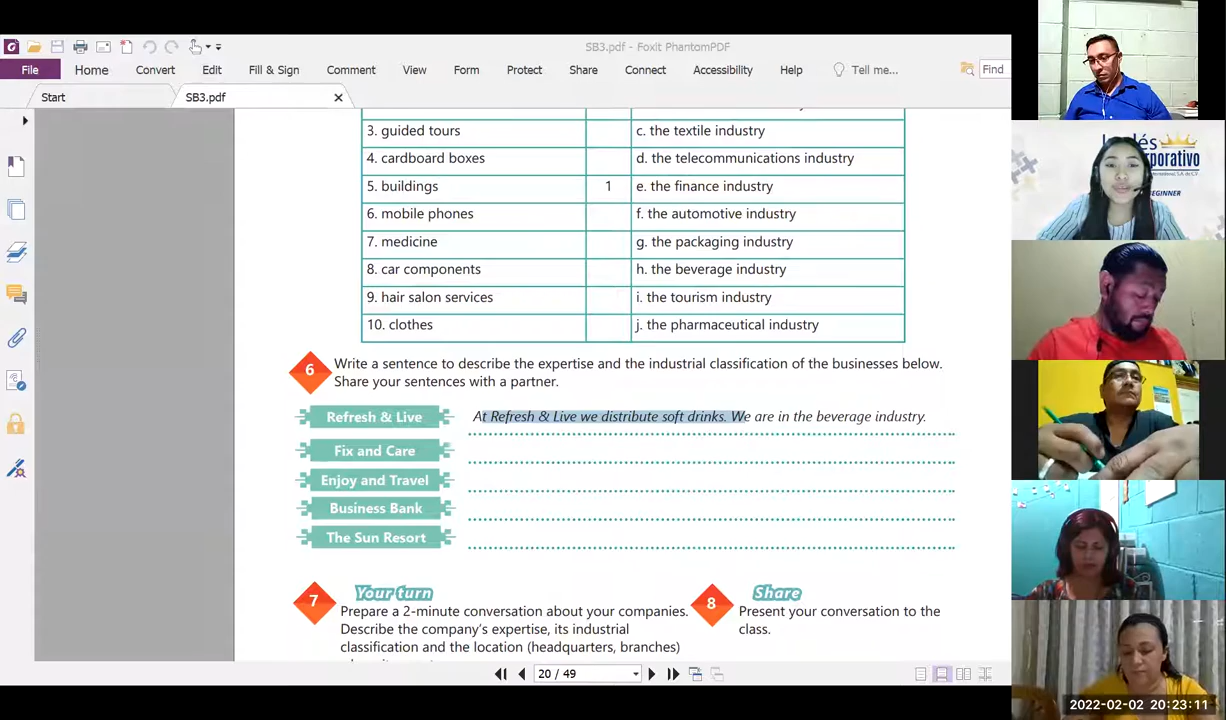 SB3.pdf - Foxit PhantomPDF
File Home Convert Edit Fill & Sign Comment View Form Protect Share Connect Accessibility Help Tell me... Find
Start SB3.pdf
3. guided tours c. the textile industry
4. cardboard boxes d. the telecommunications industry
5. buildings 1 e. the finance industry
6. mobile phones f. the automotive industry
7. medicine g. the packaging industry
8. car components h. the beverage industry
9. hair salon services i. the tourism industry
10. clothes j. the pharmaceutical industry
6 Write a sentence to describe the expertise and the industrial classification of the businesses below.
Share your sentences with a partner.
Refresh & Live At Refresh & Live we distribute soft drinks. We are in the beverage industry.
Fix and Care
Enjoy and Travel
Business Bank
The Sun Resort
7 Your turn
Prepare a 2-minute conversation about your companies.
Describe the company's expertise, its industrial
classification and the location (headquarters, branches)
8 Share
Present your conversation to the
class.
20 / 49
2022-02-02 20:23:11